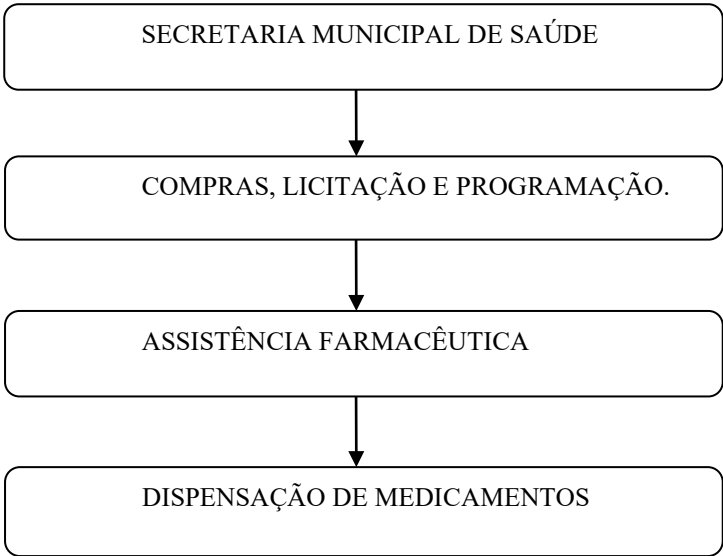 SECRETARIA MUNICIPAL DE SAÚDE
COMPRAS, LICITAÇÃO E PROGRAMAÇÃO.
ASSISTÊNCIA FARMACÊUTICA
DISPENSAÇÃO DE MEDICAMENTOS